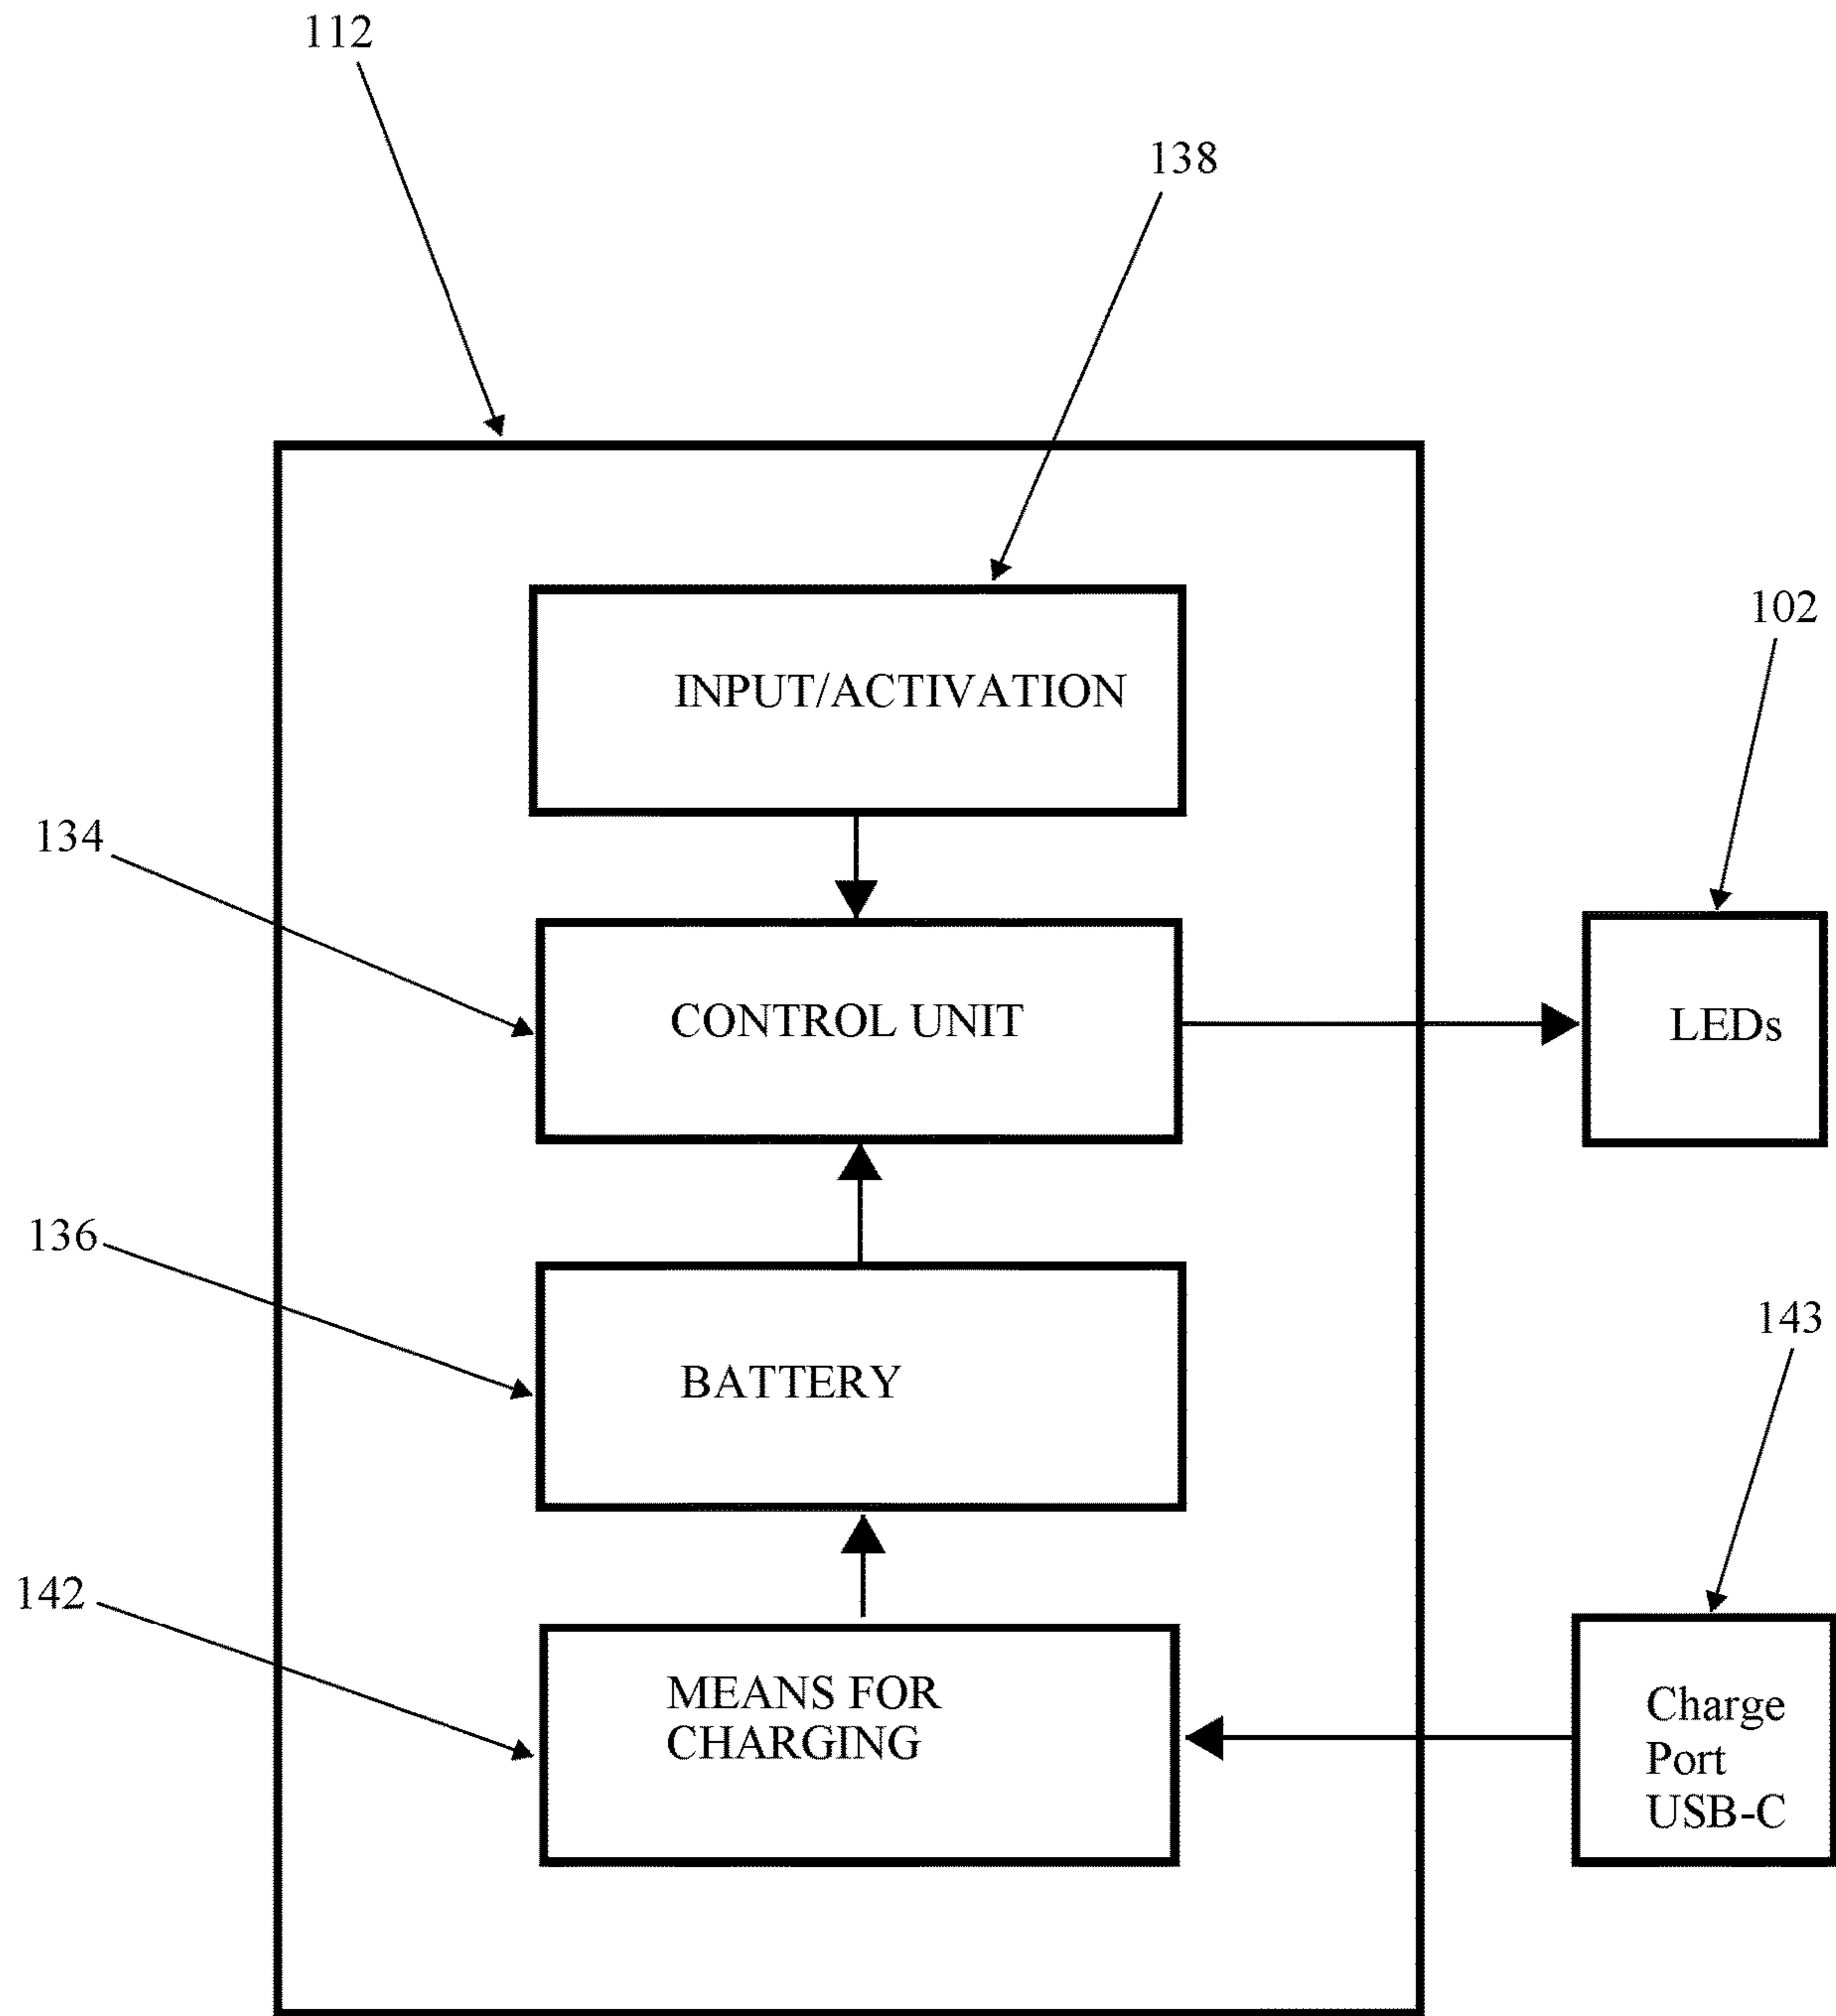 112
138
INPUT/ACTIVATION
102
134
CONTROL UNIT
LEDs
136
BATTERY
143
142
MEANS FOR
CHARGING
Charge
Port
USB-C